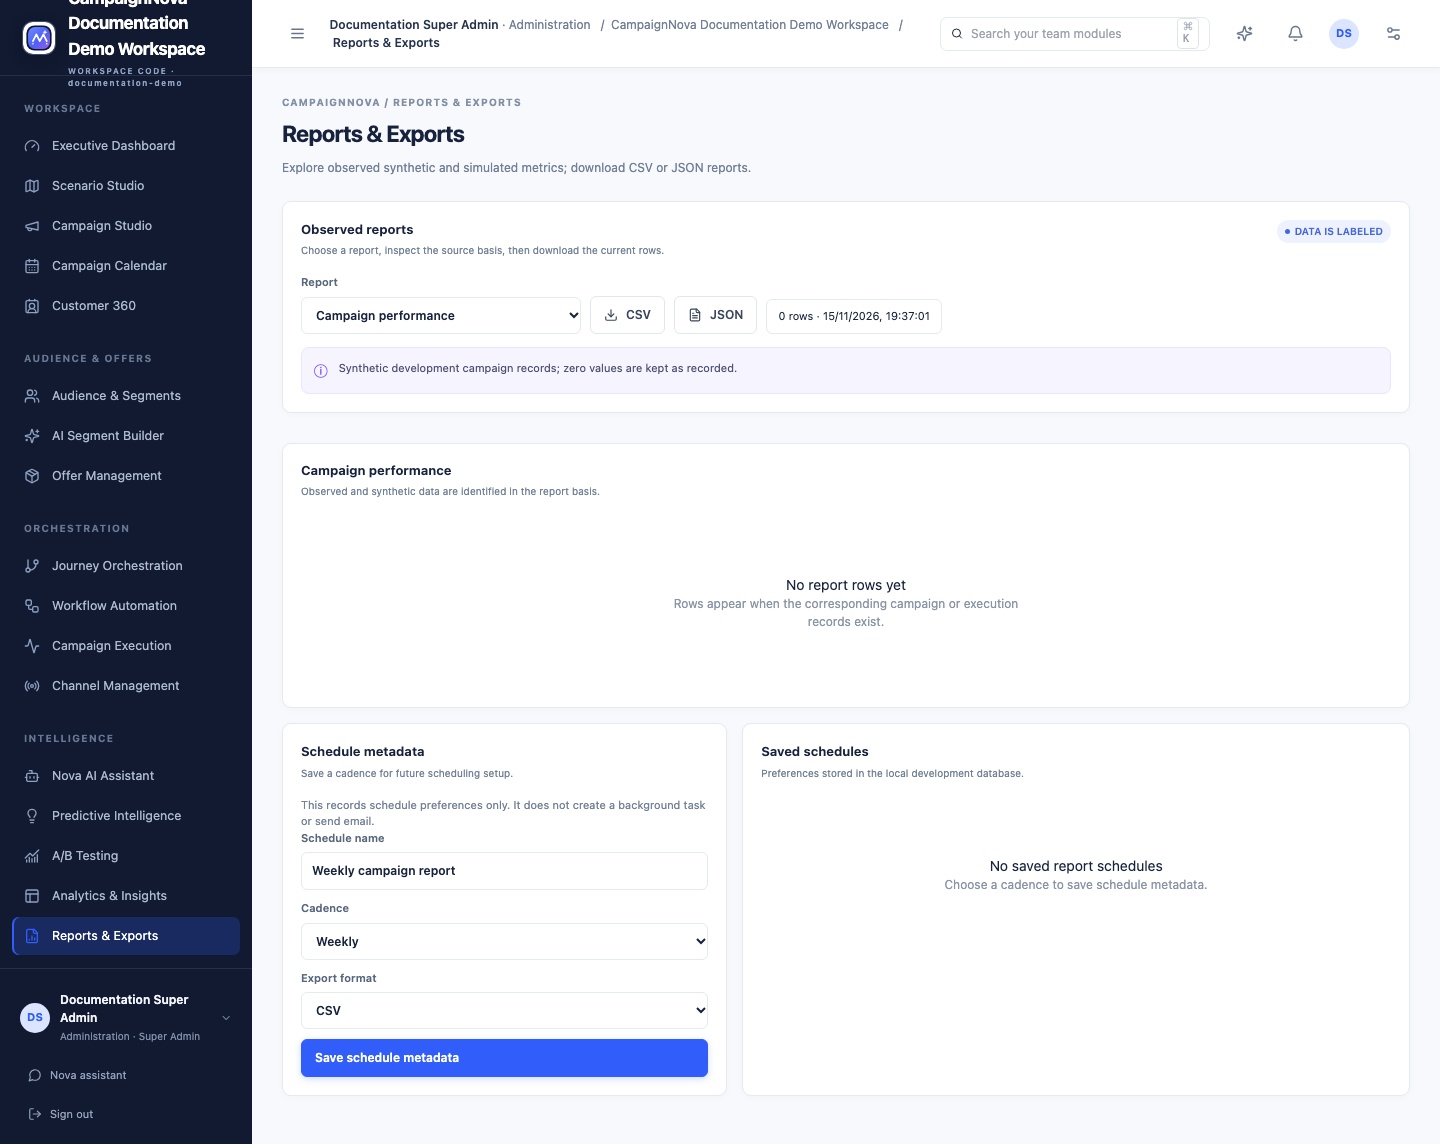 CampaignNova
Documentation
Demo Workspace
WORKSPACE CODE ·
documentation-demo
WORKSPACE
Executive Dashboard
Scenario Studio
Campaign Studio
Campaign Calendar
Customer 360
AUDIENCE & OFFERS
Audience & Segments
AI Segment Builder
Offer Management
ORCHESTRATION
Journey Orchestration
Workflow Automation
Campaign Execution
Channel Management
INTELLIGENCE
Nova AI Assistant
Predictive Intelligence
A/B Testing
Analytics & Insights
Reports & Exports
DS
Documentation Super
Admin
Administration · Super Admin
Nova assistant
Sign out
Documentation Super Admin · Administration / CampaignNova Documentation Demo Workspace /
Reports & Exports
Search your team modules
⌘
K
DS
CAMPAIGNNOVA / REPORTS & EXPORTS
Reports & Exports
Explore observed synthetic and simulated metrics; download CSV or JSON reports.
Observed reports
DATA IS LABELED
Choose a report, inspect the source basis, then download the current rows.
Report
Campaign performance
CSV
JSON
0 rows · 15/11/2026, 19:37:01
Synthetic development campaign records; zero values are kept as recorded.
Campaign performance
Observed and synthetic data are identified in the report basis.
No report rows yet
Rows appear when the corresponding campaign or execution
records exist.
Schedule metadata
Save a cadence for future scheduling setup.
This records schedule preferences only. It does not create a background task
or send email.
Schedule name
Weekly campaign report
Cadence
Weekly
Export format
CSV
Save schedule metadata
Saved schedules
Preferences stored in the local development database.
No saved report schedules
Choose a cadence to save schedule metadata.